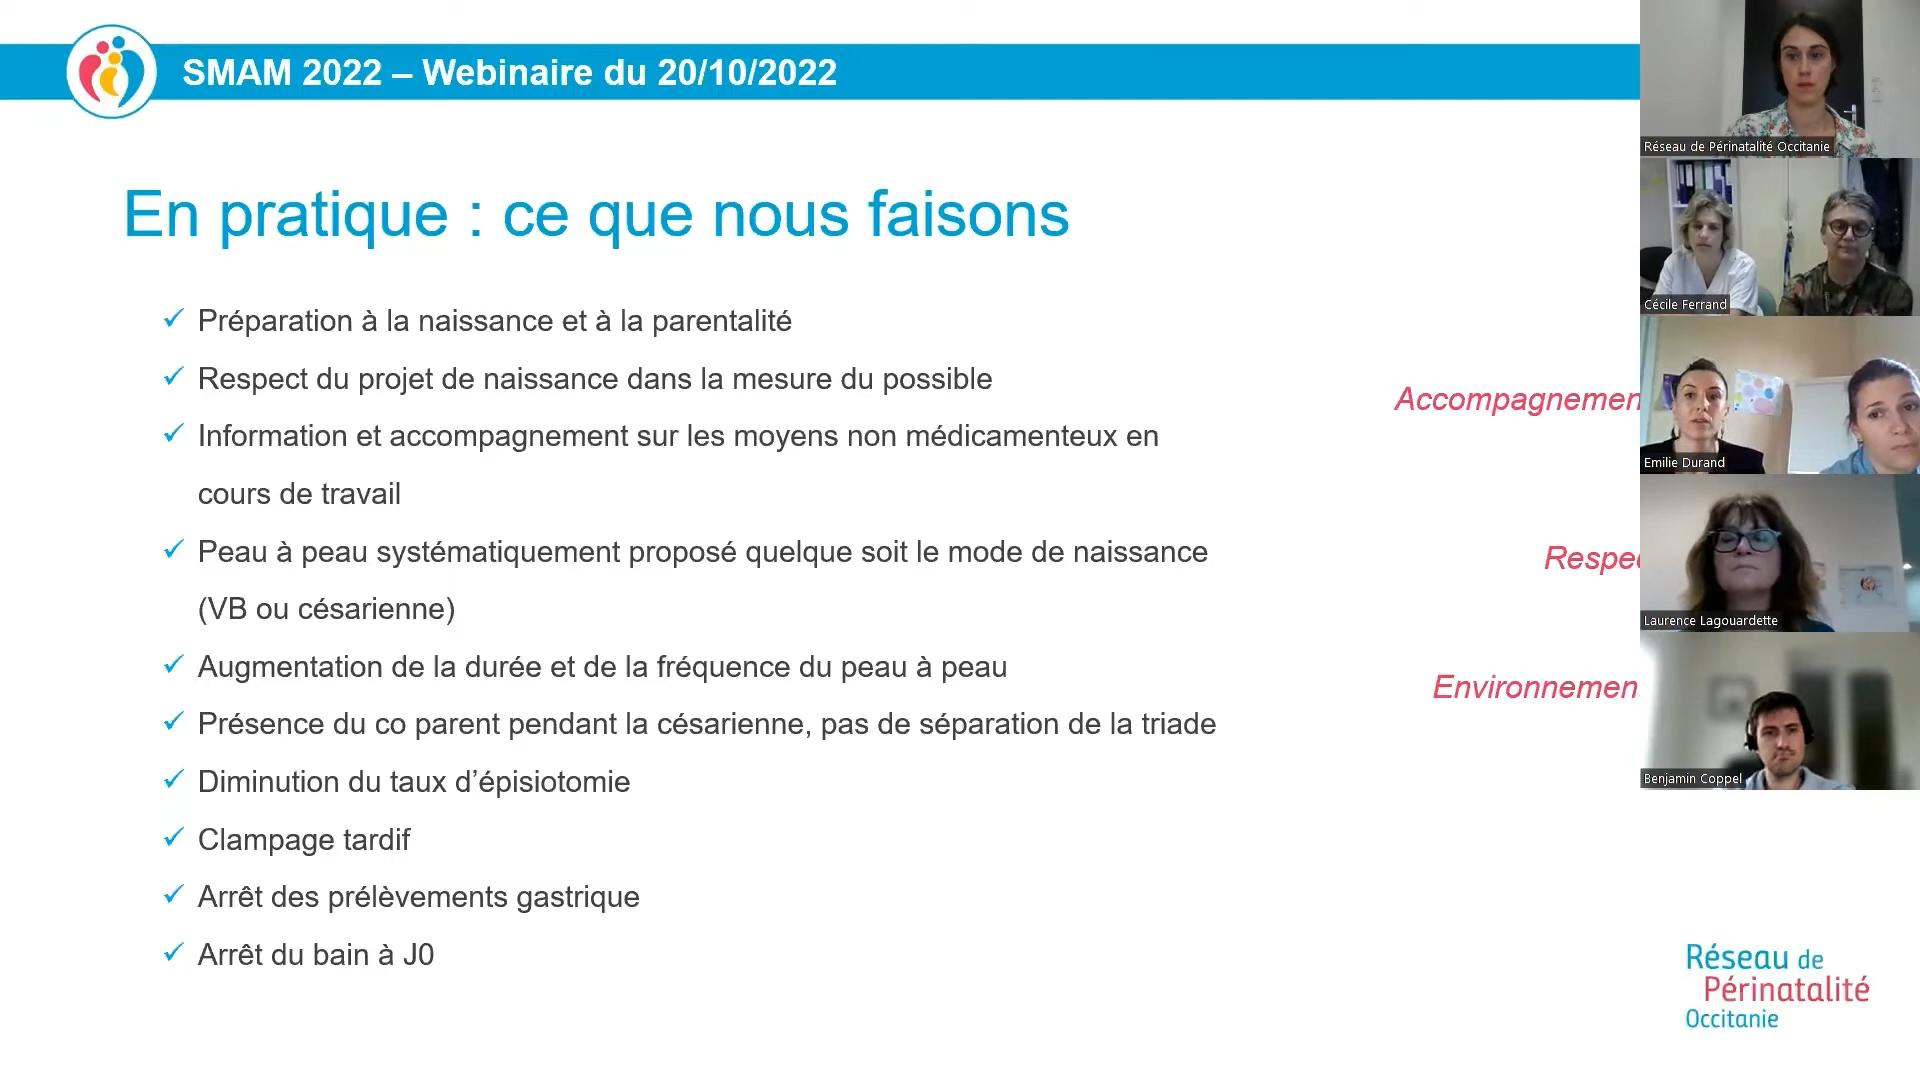 SMAM 2022 – Webinaire du 20/10/2022
En pratique : ce que nous faisons
Préparation à la naissance et à la parentalité
Respect du projet de naissance dans la mesure du possible
Information et accompagnement sur les moyens non médicamenteux en
cours de travail
Peau à peau systématiquement proposé quelque soit le mode de naissance
(VB ou césarienne)
Augmentation de la durée et de la fréquence du peau à peau
Présence du co parent pendant la césarienne, pas de séparation de la triade
Diminution du taux d’épisiotomie
Clampage tardif
Arrêt des prélèvements gastrique
Arrêt du bain à J0
Accompagnemen
Respe
Environnemen
Réseau de Périnatalité Occitanie
Cécile Ferrand
Emilie Durand
Laurence Lagouardette
Benjamin Coppel
Réseau de
Périnatalité
Occitanie